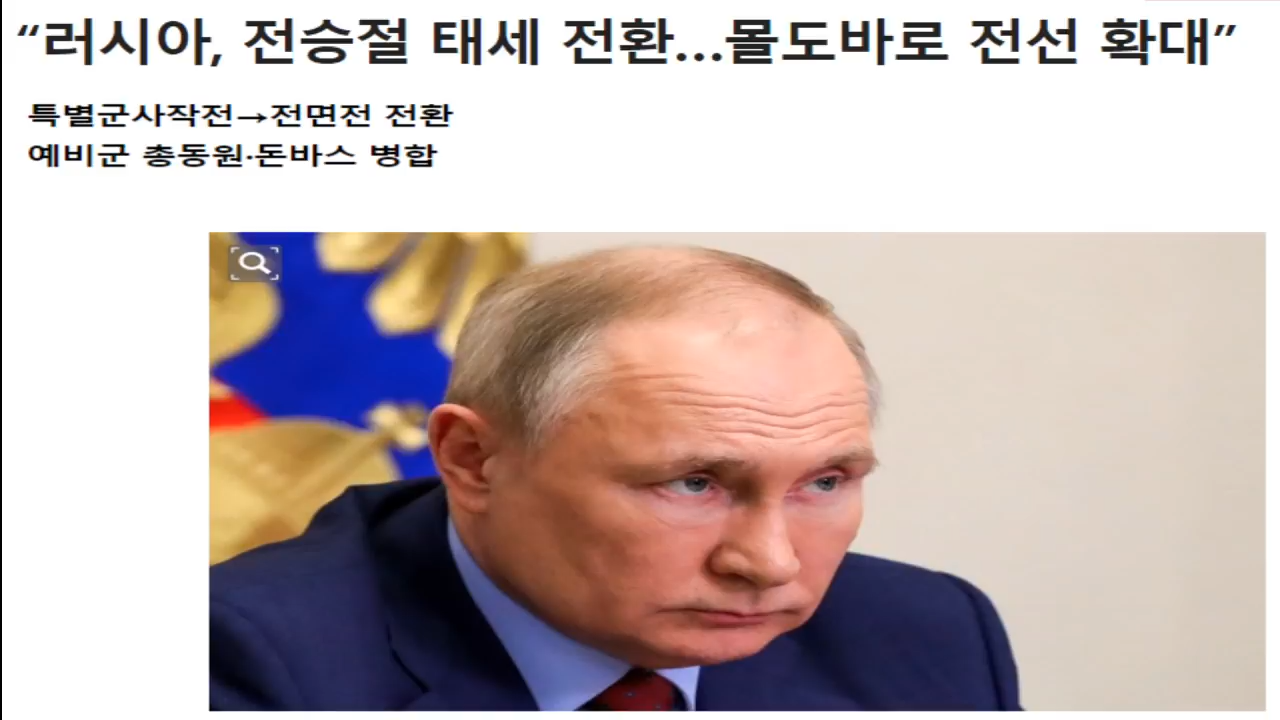 “러시아, 전승절 태세 전환...몰도바로 전선 확대”
특별군사작전→전면전 전환
예비군 총동원·돈바스 병합